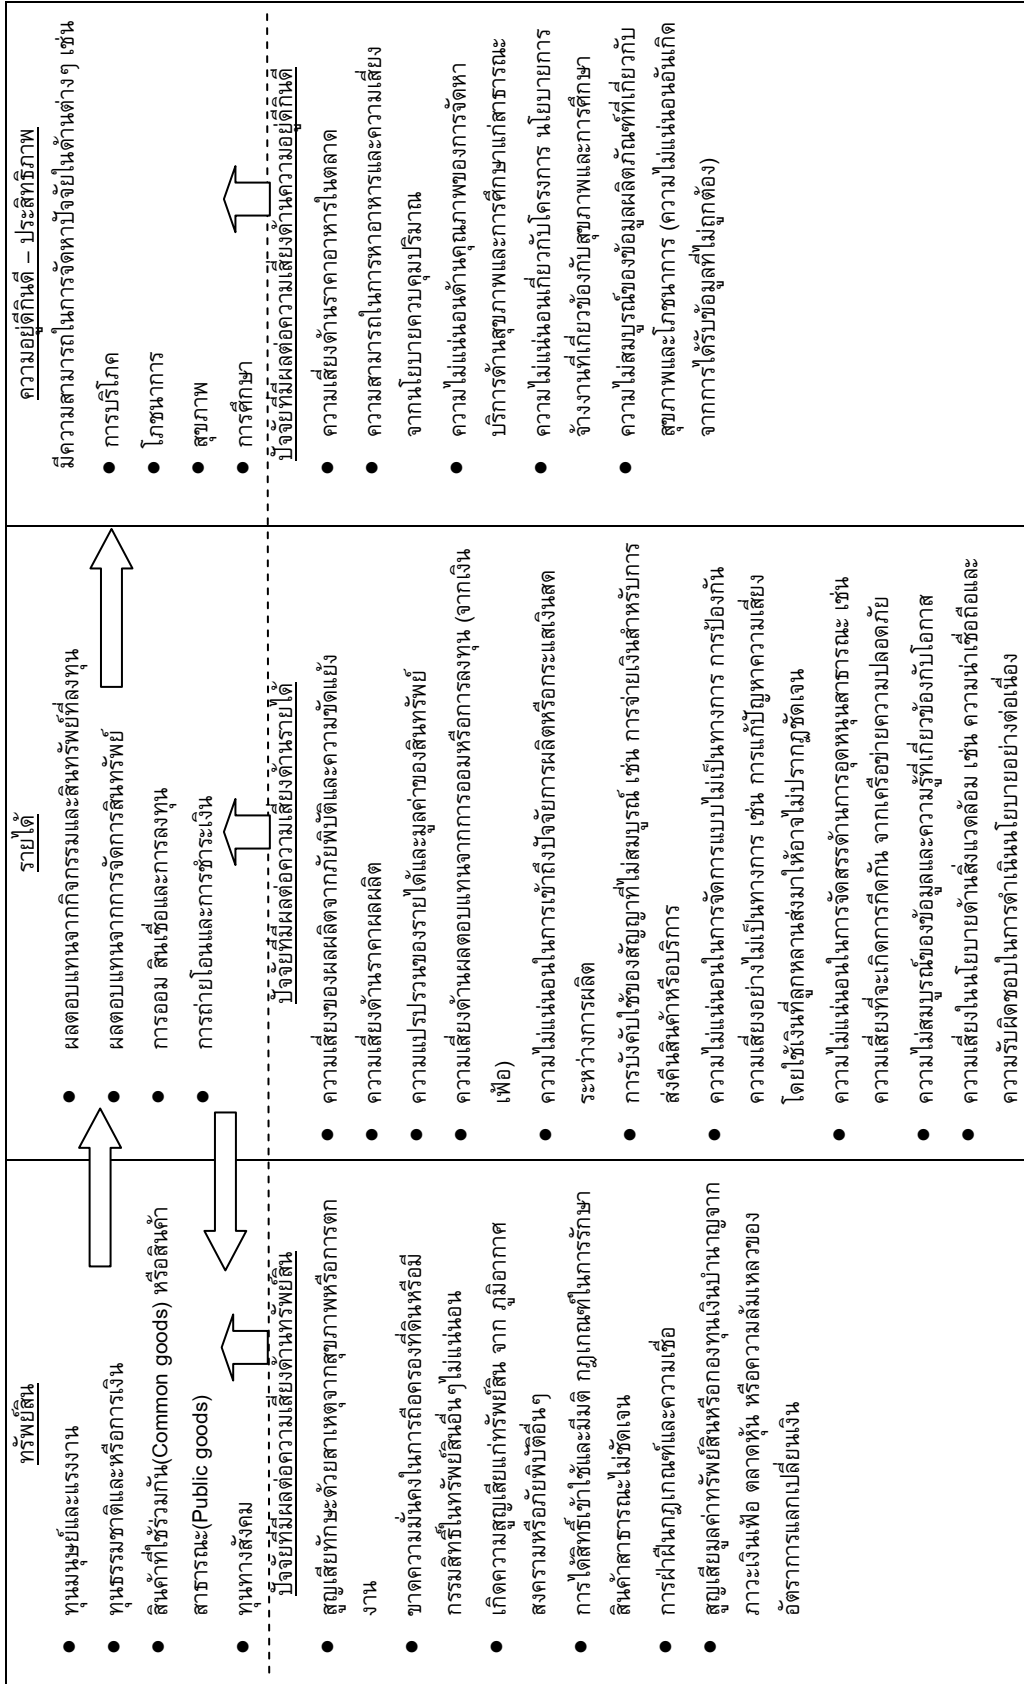 ทรัพย์สิน
ทุนมนุษย์และแรงงาน
ทุนธรรมชาติและหรือการเงิน
สินค้าที่ใช้ร่วมกัน(Common goods) หรือสินค้า
สาธารณะ(Public goods)
ทุนทางสังคม
ปัจจัยที่มีผลต่อความเสี่ยงด้านทรัพย์สิน
สูญเสียทักษะด้วยสาเหตุจากสุขภาพหรือการตก
งาน
ขาดความมั่นคงในการถือครองที่ดินหรือมี
กรรมสิทธิ์ในทรัพย์สินอื่นๆไม่แน่นอน
เกิดความสูญเสียแก่ทรัพย์สิน จาก ภูมิอากาศ
สงครามหรือภัยพิบัติอื่นๆ
การได้สิทธิ์เข้าใช้และมีมติ กฎเกณฑ์ในการรักษา
สินค้าสาธารณะไม่ชัดเจน
การฝ่าฝืนกฎเกณฑ์และความเชื่อ
สูญเสียมูลค่าทรัพย์สินหรือกองทุนเงินบำนาญจาก
ภาวะเงินเฟ้อ ตลาดหุ้น หรือความล้มเหลวของ
อัตราการแลกเปลี่ยนเงิน
รายได้
ผลตอบแทนจากกิจกรรมและสินทรัพย์ที่ลงทุน
ผลตอบแทนจากการจัดการสินทรัพย์
การออม สินเชื่อและการลงทุน
การถ่ายโอนและการชำระเงิน
ปัจจัยที่มีผลต่อความเสี่ยงด้านรายได้
ความเสี่ยงของผลผลิตจากภัยพิบัติและความขัดแย้ง
ความเสี่ยงด้านราคาผลผลิต
ความแปรปรวนของรายได้และมูลค่าของสินทรัพย์
ความเสี่ยงด้านผลตอบแทนจากการออมหรือการลงทุน (จากเงิน
เฟ้อ)
ความไม่แน่นอนในการเข้าถึงปัจจัยการผลิตหรือกระแสเงินสด
ระหว่างการผลิต
การบังคับใช้ของสัญญาที่ไม่สมบูรณ์ เช่น การจ่ายเงินสำหรับการ
ส่งคืนสินค้าหรือบริการ
ความไม่แน่นอนในการจัดการแบบไม่เป็นทางการ การป้องกัน
ความเสี่ยงอย่างไม่เป็นทางการ เช่น การแก้ปัญหาความเสี่ยง
โดยใช้เงินที่ลูกหลานส่งมาให้อาจไม่ปรากฏชัดเจน
ความไม่แน่นอนในการจัดสรรด้านการอุดหนุนสาธารณะ เช่น
ความเสี่ยงที่จะเกิดการกีดกัน จากเครือข่ายความปลอดภัย
ความไม่สมบูรณ์ของข้อมูลและความรู้ที่เกี่ยวข้องกับโอกาส
ความเสี่ยงในนโยบายด้านสิ่งแวดล้อม เช่น ความน่าเชื่อถือและ
ความรับผิดชอบในการดำเนินนโยบายอย่างต่อเนื่อง
ความอยู่ดีกินดี – ประสิทธิภาพ
มีความสามารถในการจัดหาปัจจัยในด้านต่างๆ เช่น
การบริโภค
โภชนาการ
สุขภาพ
การศึกษา
ปัจจัยที่มีผลต่อความเสี่ยงด้านความอยู่ดีกินดี
ความเสี่ยงด้านราคาอาหารในตลาด
ความสามารถในการหาอาหารและความเสี่ยง
จากนโยบายควบคุมปริมาณ
ความไม่แน่นอนด้านคุณภาพของการจัดหา
บริการด้านสุขภาพและการศึกษาแก่สาธารณะ
ความไม่แน่นอนเกี่ยวกับโครงการ นโยบายการ
จ้างงานที่เกี่ยวข้องกับสุขภาพและการศึกษา
ความไม่สมบูรณ์ของข้อมูลผลิตภัณฑ์ที่เกี่ยวกับ
สุขภาพและโภชนาการ (ความไม่แน่นอนอันเกิด
จากการได้รับข้อมูลที่ไม่ถูกต้อง)